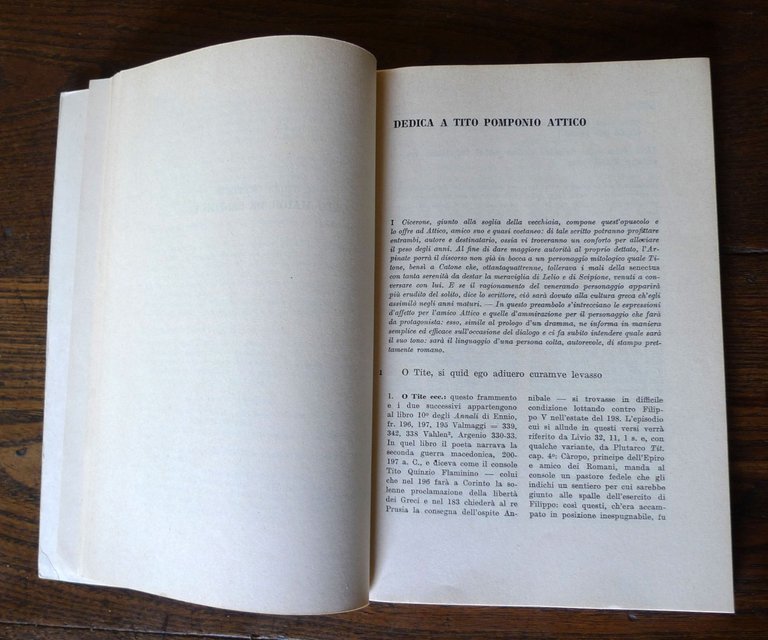 DEDICA A TITO POMPONIO ATTICO
I Cicerone, giunto alla soglia della vecchiaia, compone quest'opuscolo e
lo offre ad Attico, amico suo e quasi coetaneo: di tale scritto potranno profittare
entrambi, autore e destinatario, ossia vi troveranno un conforto per alleviare
il peso degli anni. Al fine di dare maggiore autorità al proprio dettato, l'Ar-
pinate porrà il discorso non già in bocca a un personaggio mitologico quale Ti-
tone, bensì a Catone che, ottantaquattrenne, tollerava i mali della senectus
con tanta serenità da destar la meraviglia di Lelio e di Scipione, venuti a con-
versare con lui. E se il ragionamento del venerando personaggio apparirà
più erudito del solito, dice lo scrittore, ciò sarà dovuto alla cultura greca ch'egli
assimilò negli anni maturi. — In questo preambolo s'intrecciano le espressioni
d'affetto per l'amico Attico e quelle d'ammirazione per il personaggio che farà
da protagonista: esso, simile al prologo d'un dramma, ne informa in maniera
semplice ed efficace sull'occasione del dialogo e ci fa subito intendere quale sarà
il suo tono: sarà il linguaggio d'una persona colta, autorevole, di stampo pret-
tamente romano.
1 O Tite, si quid ego adiuero curamve levasso
1. O Tite ecc.: questo frammento
e i due successivi appartengono
al libro 10° degli Annali di Ennio,
fr. 196, 197, 195 Valmaggi = 339,
342, 338 Vahlen², Argenio 330-33.
In quel libro il poeta narrava la
seconda guerra macedonica, 200-
197 a. C., e diceva come il console
Tito Quinzio Flaminino — colui
che nel 196 farà a Corinto la so-
lenne proclamazione della libertà
dei Greci e nel 183 chiederà al re
Prusia la consegna dell'ospite An-
nibale — si trovasse in difficile
condizione lottando contro Filip-
po V nell'estate del 198. L'episodio
cui si allude in questi versi verrà
riferito da Livio 32, 11, 1 s. e, con
qualche variante, da Plutarco Tit.
cap. 4°: Càropo, principe dell'Epiro
e amico dei Romani, manda al
console un pastore fedele che gli
indichi un sentiero per cui sarebbe
giunto alle spalle dell'esercito di
Filippo: così questi, ch'era accam-
pato in posizione inespugnabile, fu